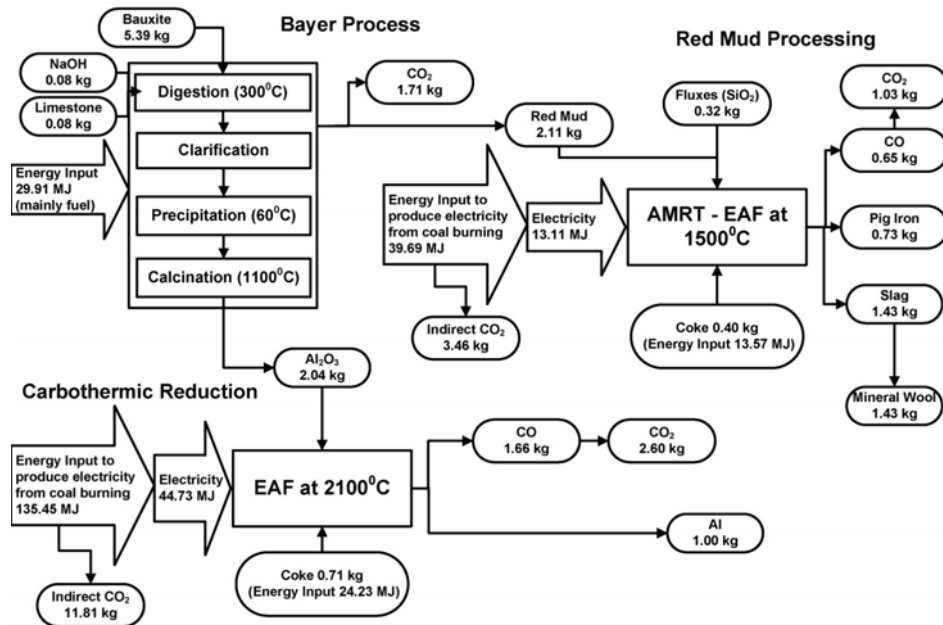 Bayer Process
Red Mud Processing
Bauxite
5.39 kg
NaOH
0.08 kg
Limestone
0.08 kg
Energy Input
29.91 MJ
(mainly fuel)
Digestion (300⁰C)
Clarification
Precipitation (60⁰C)
Calcination (1100⁰C)
CO₂
1.71 kg
Red Mud
2.11 kg
Fluxes (SiO₂)
0.32 kg
CO₂
1.03 kg
CO
0.65 kg
Energy Input to
produce electricity
from coal burning
39.69 MJ
Electricity
13.11 MJ
AMRT - EAF at
1500⁰C
Pig Iron
0.73 kg
Slag
1.43 kg
Mineral Wool
1.43 kg
Indirect CO₂
3.46 kg
Coke 0.40 kg
(Energy Input 13.57 MJ)
Al₂O₃
2.04 kg
Carbothermic Reduction
Energy Input to
produce electricity
from coal burning
135.45 MJ
Electricity
44.73 MJ
EAF at 2100⁰C
CO
1.66 kg
CO₂
2.60 kg
Al
1.00 kg
Coke 0.71 kg
(Energy Input 24.23 MJ)
Indirect CO₂
11.81 kg